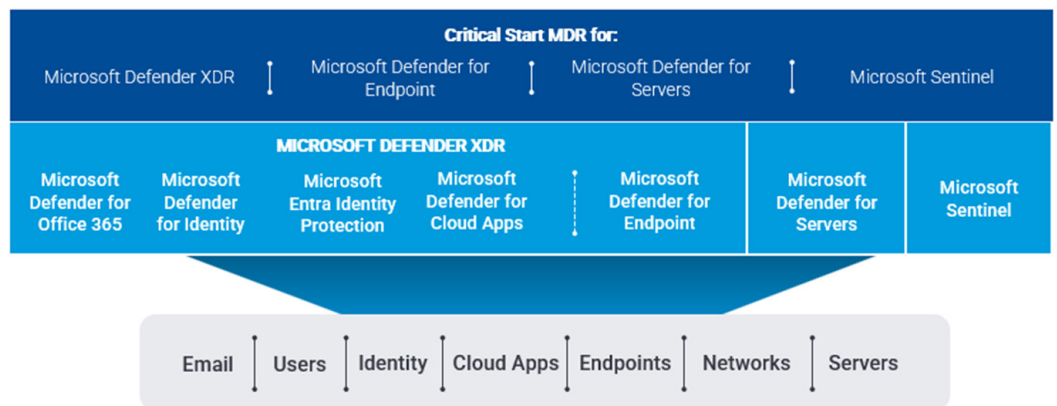 Critical Start MDR for:
Microsoft Defender XDR
Microsoft Defender for
Endpoint
Microsoft Defender for
Servers
Microsoft Sentinel
MICROSOFT DEFENDER XDR
Microsoft
Defender for
Office 365
Microsoft
Defender
for Identity
Microsoft
Entra Identity
Protection
Microsoft
Defender for
Cloud Apps
Microsoft
Defender for
Endpoint
Microsoft
Defender for
Servers
Microsoft
Sentinel
Email
Users
Identity
Cloud Apps
Endpoints
Networks
Servers